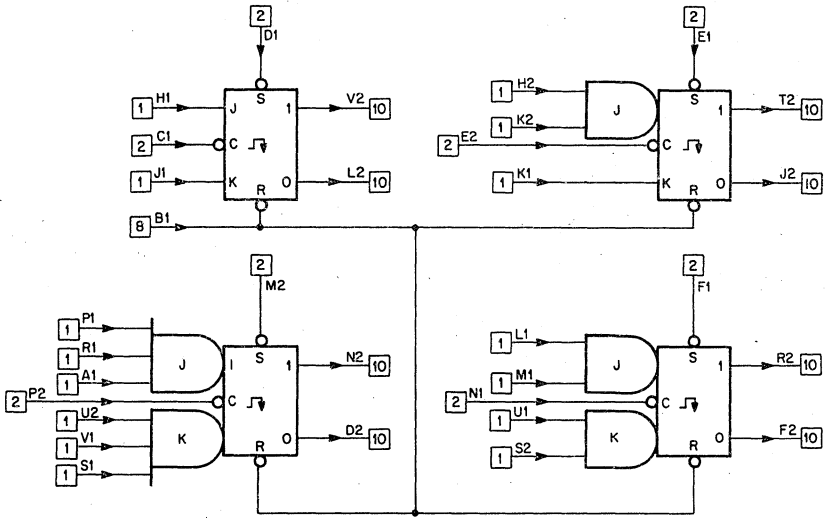 2 2
D1 E1
H1 S V2 H2 S T2
1 J 1 10 1 J 1 10
C1 K2
2 C 1 E2
J1 L2 2 C
1 K 0 10 K1 J2
R 1 K R 0 10
B1
8
2 2
M2 F1
P1
1 S L1 S
R1 J I 1 N2 1 J 1 R2
1 10 M1 10
A1 1
1
P2 C N1 C
2 2
U2 U1
1 1
V1 K K
1 0 D2 S2 0 F2
S1 R 10 1 R 10
1